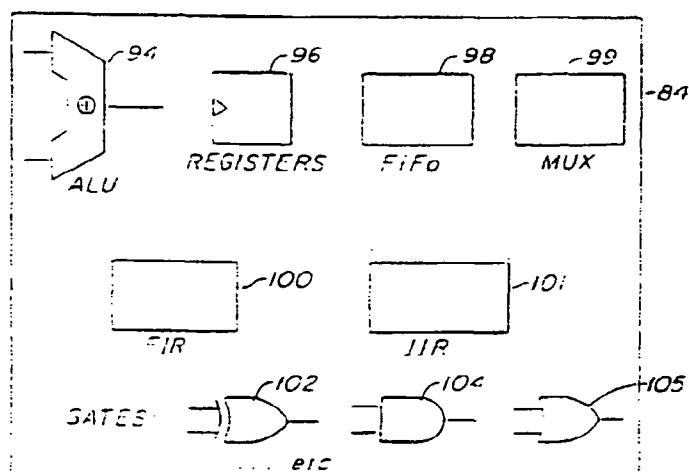 94 96 98 99
84
ALU REGISTERS FiFo MUX
100 101
FIR IIR
GATES: 102 104 105
... etc